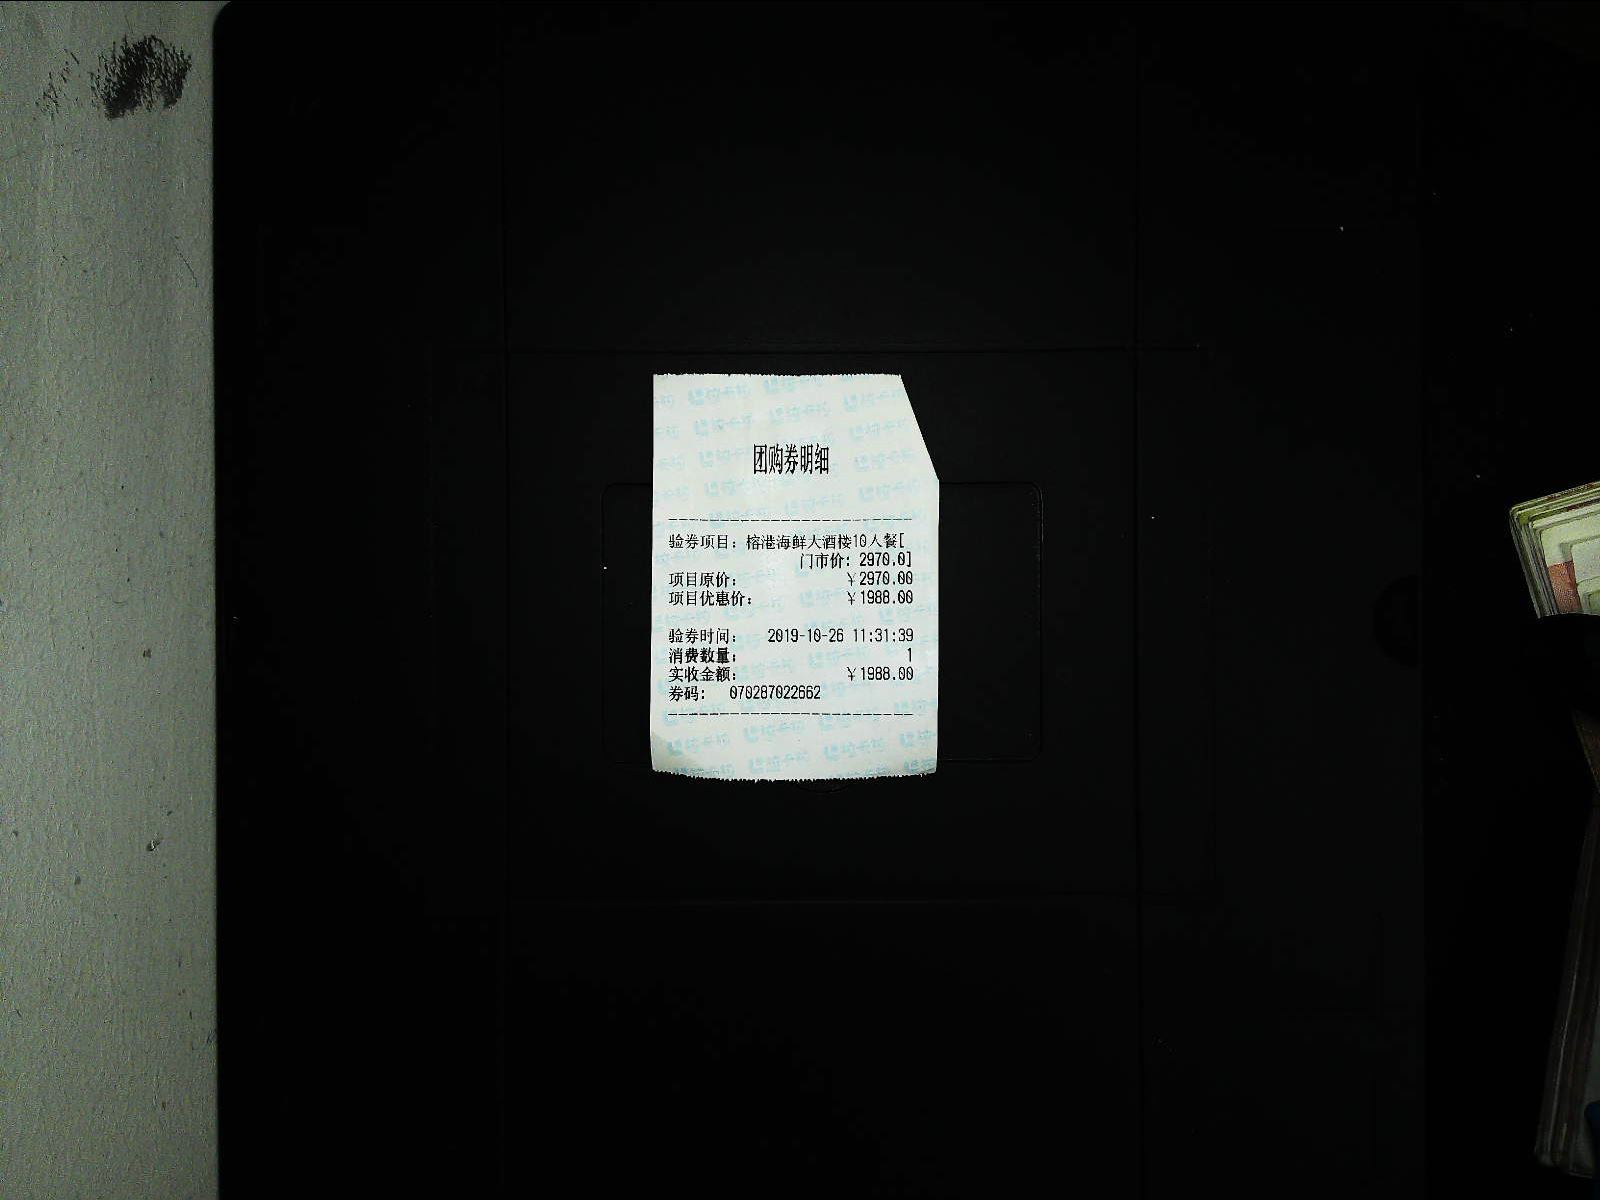 团购券明细
验券项目：榕港海鲜大酒楼10人餐[
门市价：2970.0]
项目原价：￥2970.00
项目优惠价：￥1988.00
验券时间：2019-10-26 11:31:39
消费数量：1
实收金额：￥1988.00
券码：070287022662